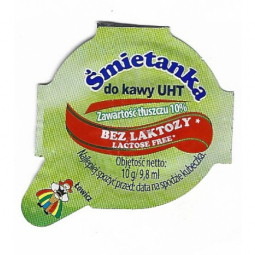 Śmietanka
do kawy UHT
Zawartość tłuszczu 10%
BEZ LAKTOZY*
LACTOSE FREE*
Objętość netto:
10 g/9,8 ml
Najlepiej spożyć przed: data na spodzie kubeczka.
Łowicz